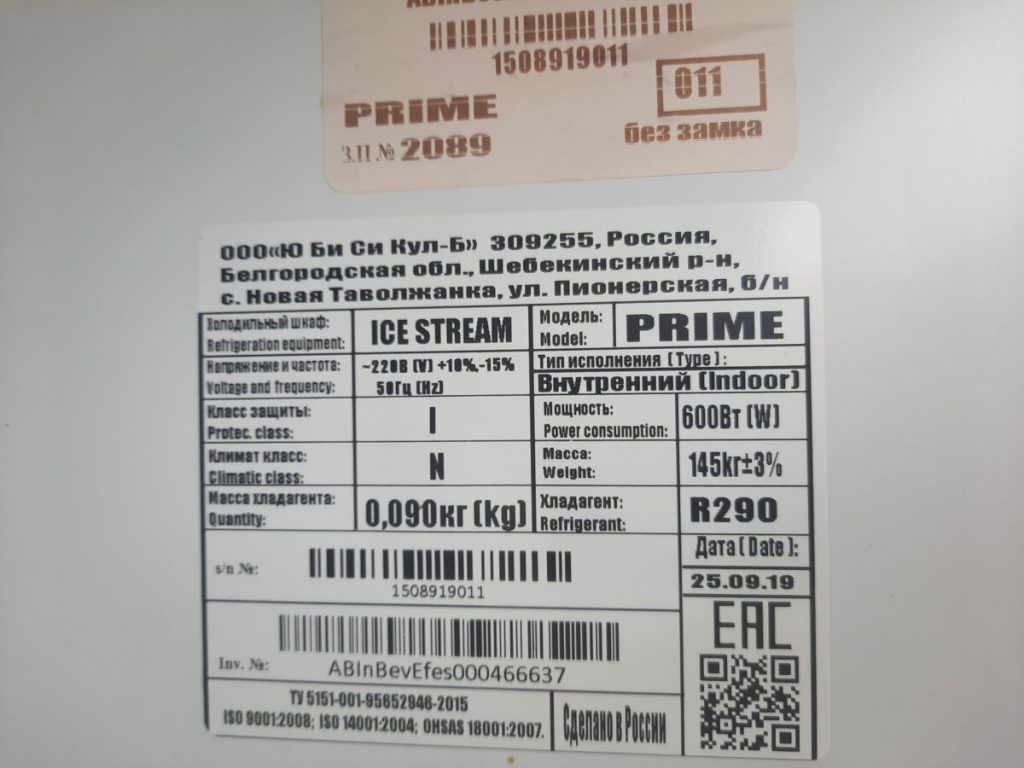 1508919011
011
PRIME
без замка
З.П № 2089
ООО«Ю Би Си Кул-Б» 309255, Россия,
Белгородская обл., Шебекинский р-н,
с. Новая Таволжанка, ул. Пионерская, б/н
Холодильный шкаф:
Refrigeration equipment:
ICE STREAM
Модель:
Model:
PRIME
Напряжение и частота:
Voltage and frequency:
~220В (V) +10%,-15%
50Гц (Hz)
Тип исполнения (Type):
Внутренний (Indoor)
Класс защиты:
Protec. class:
I
Мощность:
Power consumption:
600Вт (W)
Климат класс:
Climatic class:
N
Масса:
Weight:
145кг±3%
Масса хладагента:
Quantity:
0,090кг (kg)
Хладагент:
Refrigerant:
R290
Дата ( Date ):
25.09.19
s/n №:
1508919011
EAC
Inv. №:
ABInBevEfes000466637
ТУ 5151-001-95652946-2015
ISO 9001:2008; ISO 14001:2004; OHSAS 18001:2007.
Сделано в России